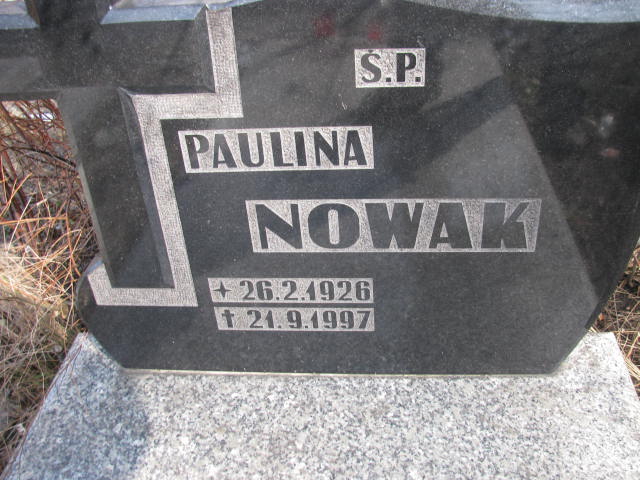 Ś.P.
PAULINA
NOWAK
✦ 26.2.1926
† 21.9.1997